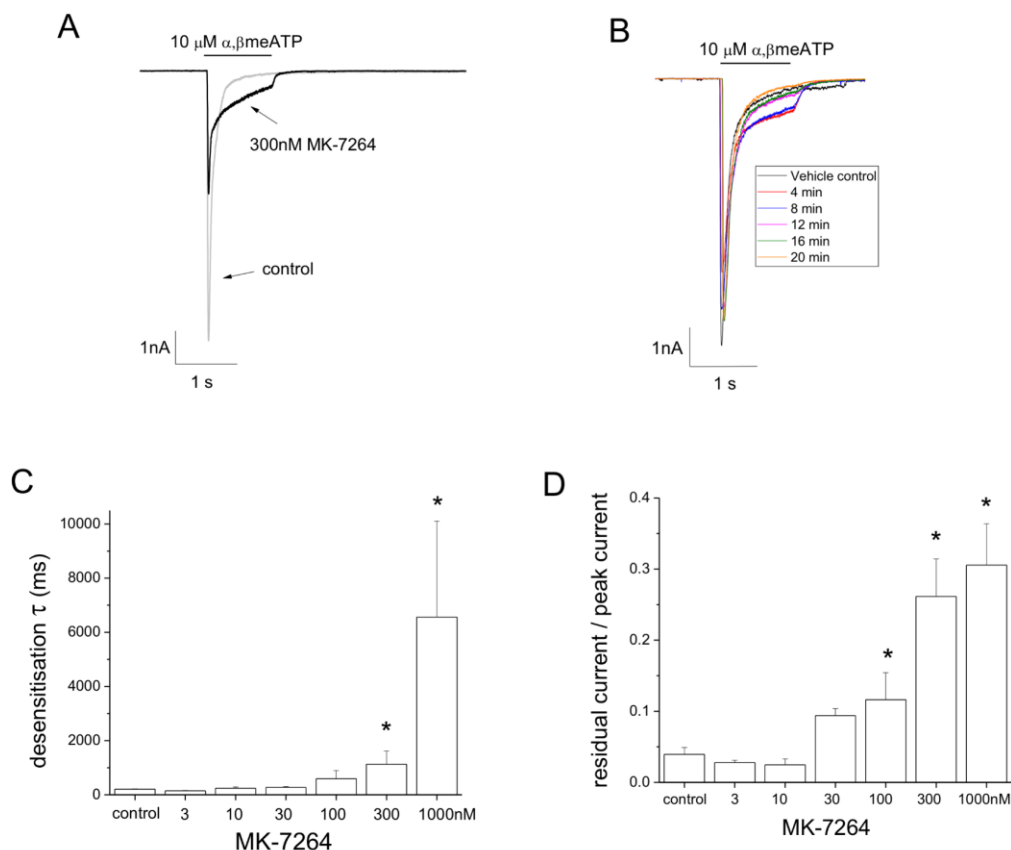 A
10 μM α,βmeATP
300nM MK-7264
control
1nA
1 s
B
10 μM α,βmeATP
Vehicle control
4 min
8 min
12 min
16 min
20 min
1nA
1 s
C
desensitisation τ (ms)
10000
8000
6000
4000
2000
0
*
*
control 3 10 30 100 300 1000nM
MK-7264
D
residual current / peak current
0.4
0.3
0.2
0.1
0.0
*
*
*
control 3 10 30 100 300 1000nM
MK-7264